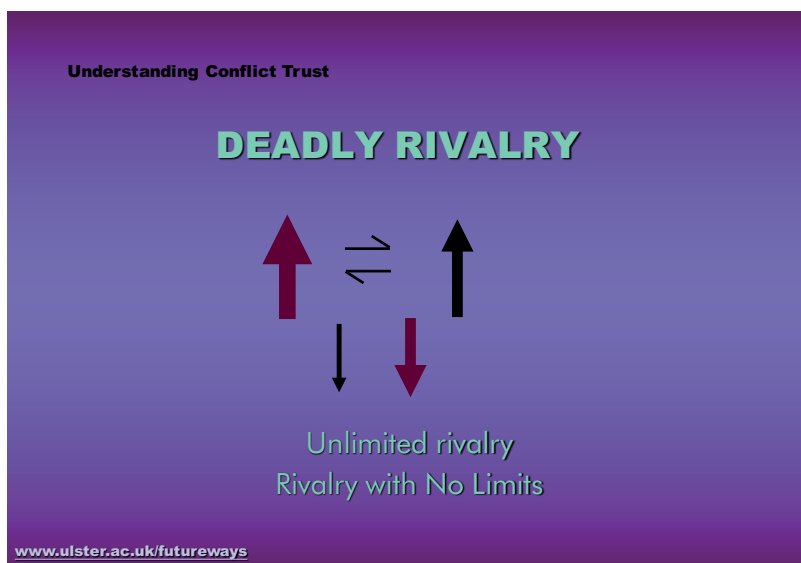 Understanding Conflict Trust
DEADLY RIVALRY
Unlimited rivalry
Rivalry with No Limits
www.ulster.ac.uk/futureways